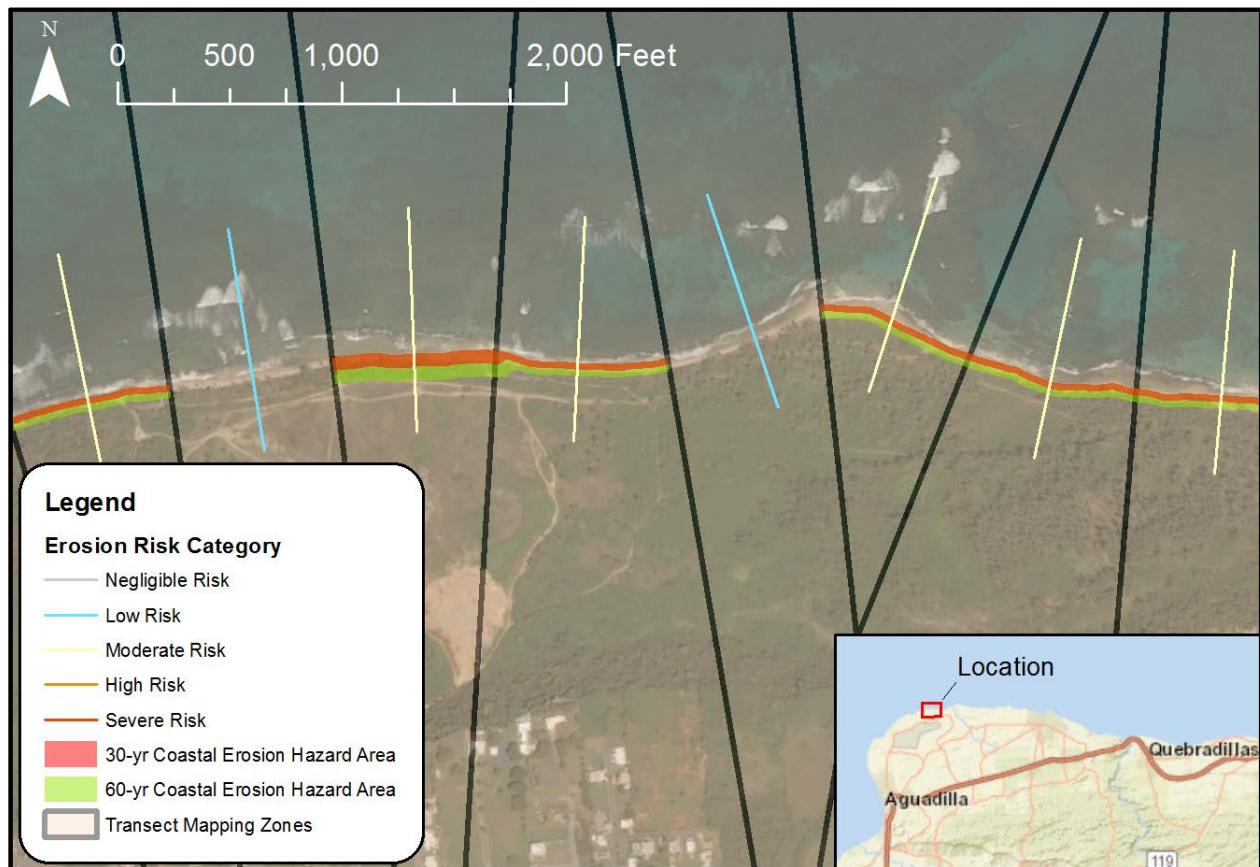 N
0 500 1,000 2,000 Feet
Legend
Erosion Risk Category
Negligible Risk
Low Risk
Moderate Risk
High Risk
Severe Risk
30-yr Coastal Erosion Hazard Area
60-yr Coastal Erosion Hazard Area
Transect Mapping Zones
Location
Quebradillas
Aguadilla
119